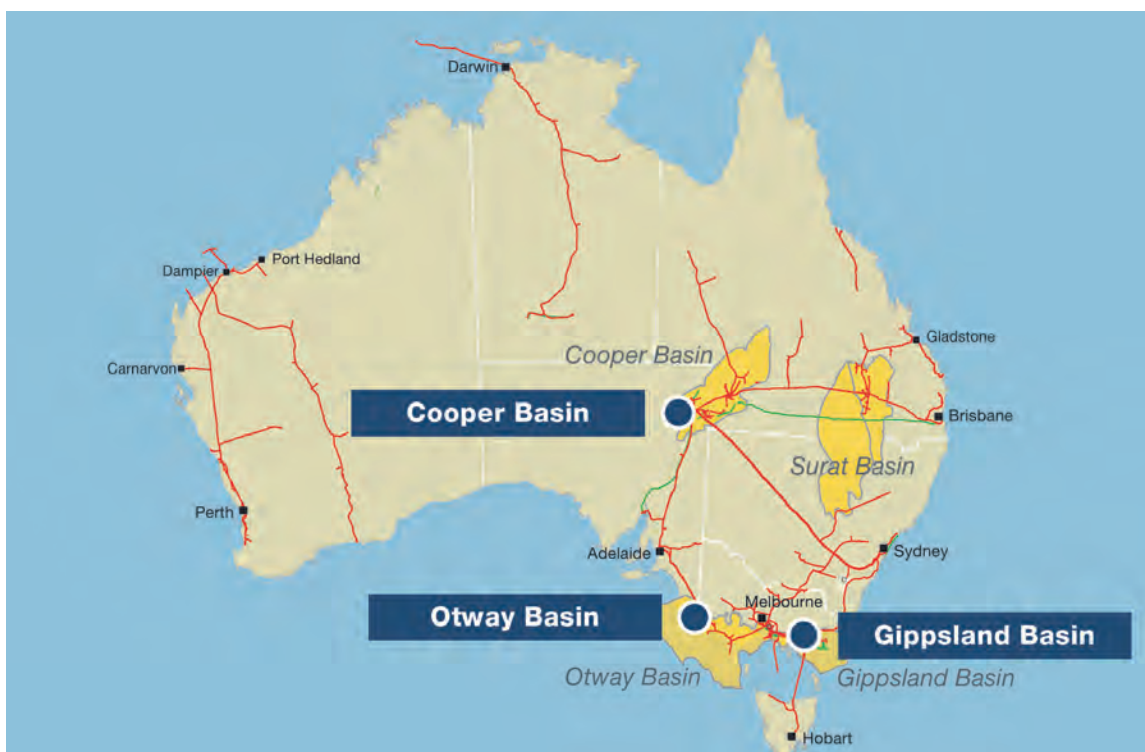 Darwin
Port Hedland
Dampier
Gladstone
Cooper Basin
Carnarvon
Cooper Basin
Brisbane
Surat Basin
Perth
Adelaide
Sydney
Melbourne
Otway Basin
Gippsland Basin
Otway Basin
Gippsland Basin
Hobart